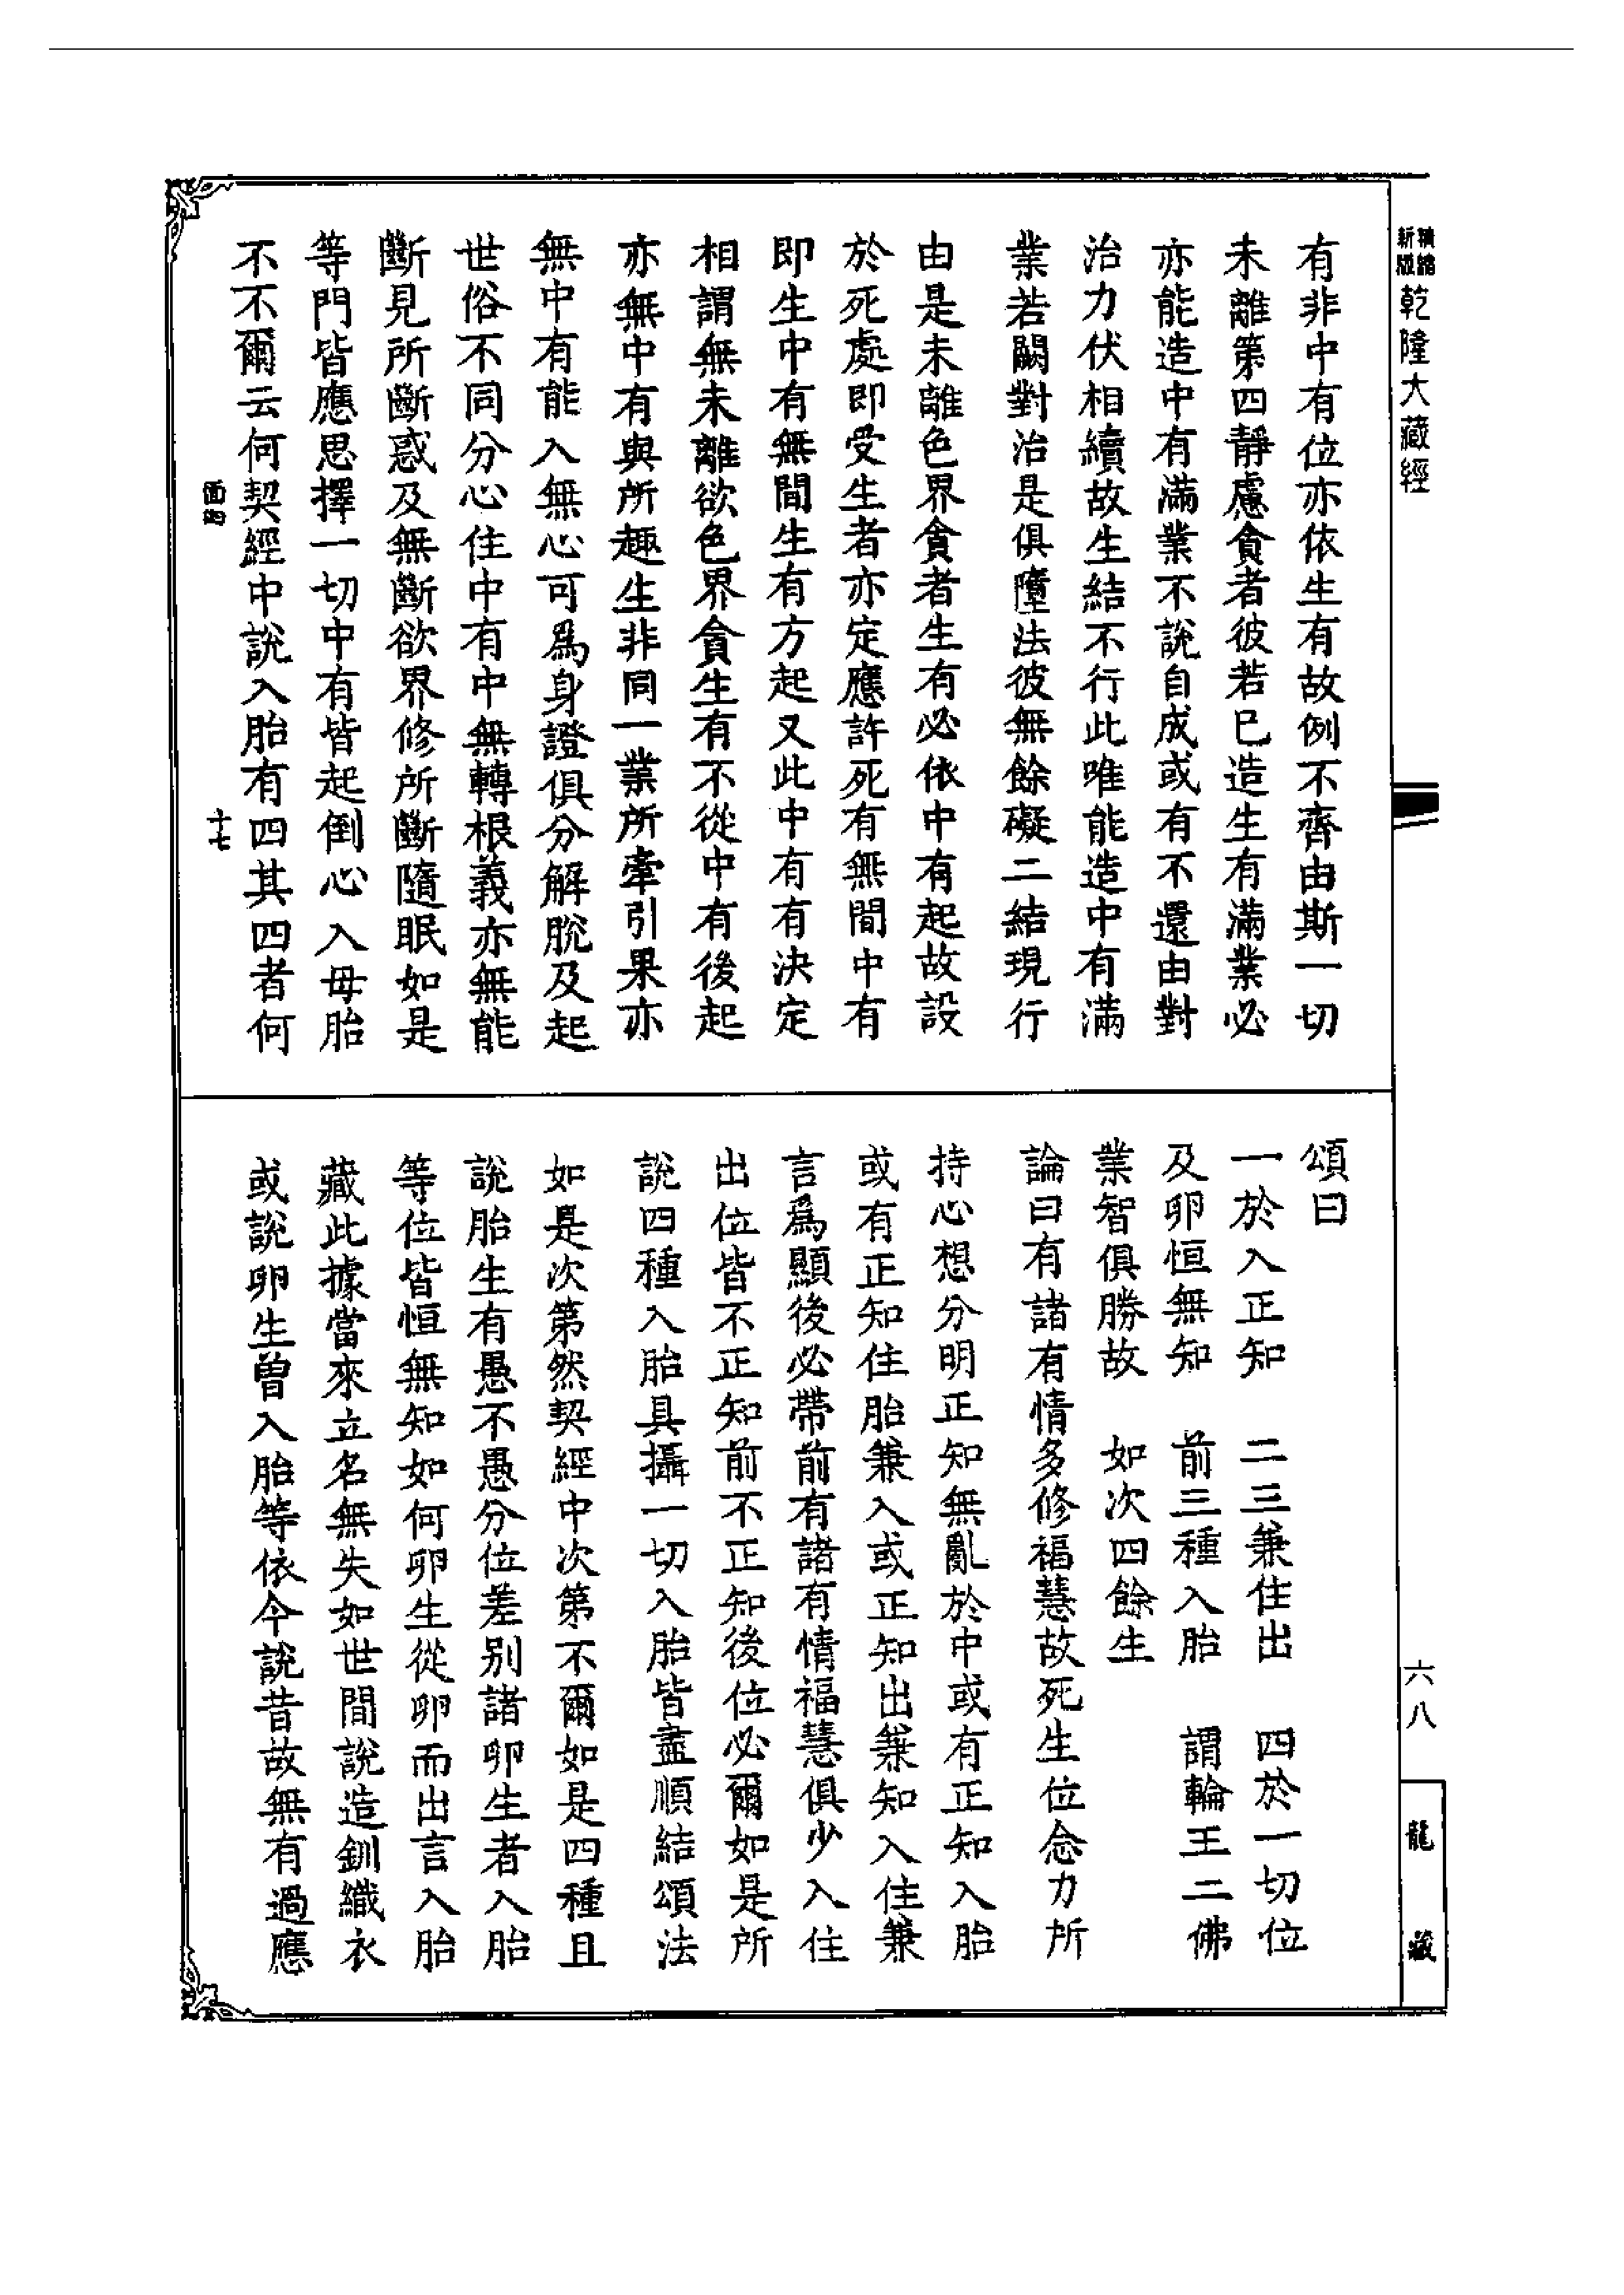 新版
精縮
乾隆大藏經
有非中有位亦依生有故例不齊由斯一切
未離第四靜慮貪者彼若已造生有滿業必
亦能造中有滿業不說自成或有不還由對
治力伏相續故生結不行此唯能造中有滿
業若闕對治是俱墮法彼無餘礙二結現行
由是未離色界貪者生有必依中有起故設
於死處即受生者亦定應許死有無間中有
即生中有無間生有方起又此中有有決定
相謂無未離欲色界貪生有不從中有後起
亦無中有與所趣生非同一業所牽引果亦
無中有能入無心可爲身證俱分解脫及起
世俗不同分心住中有中無轉根義亦無能
斷見所斷惑及無斷欲界修所斷隨眠如是
等門皆應思擇一切中有皆起倒心入母胎
不不爾云何契經中說入胎有四其四者何
十七
頌曰
一於入正知　二三兼住出　四於一切位
及卵恒無知　前三種入胎　謂輪王二佛
業智俱勝故　如次四餘生
論曰有諸有情多修福慧故死生位念力所
持心想分明正知無亂於中或有正知入胎
或有正知住胎兼入或正知出兼知入住兼
言爲顯後必帶前有諸有情福慧俱少入住
出位皆不正知前不正知後位必爾如是所
說四種入胎具攝一切入胎皆盡順結頌法
如是次第然契經中次第不爾如是四種且
說胎生有愚不愚分位差別諸卵生者入胎
等位皆恒無知如何卵生從卵而出言入胎
藏此據當來立名無失如世間說造釧織衣
或說卵生曾入胎等依今說昔故無有過應
六八
龍藏